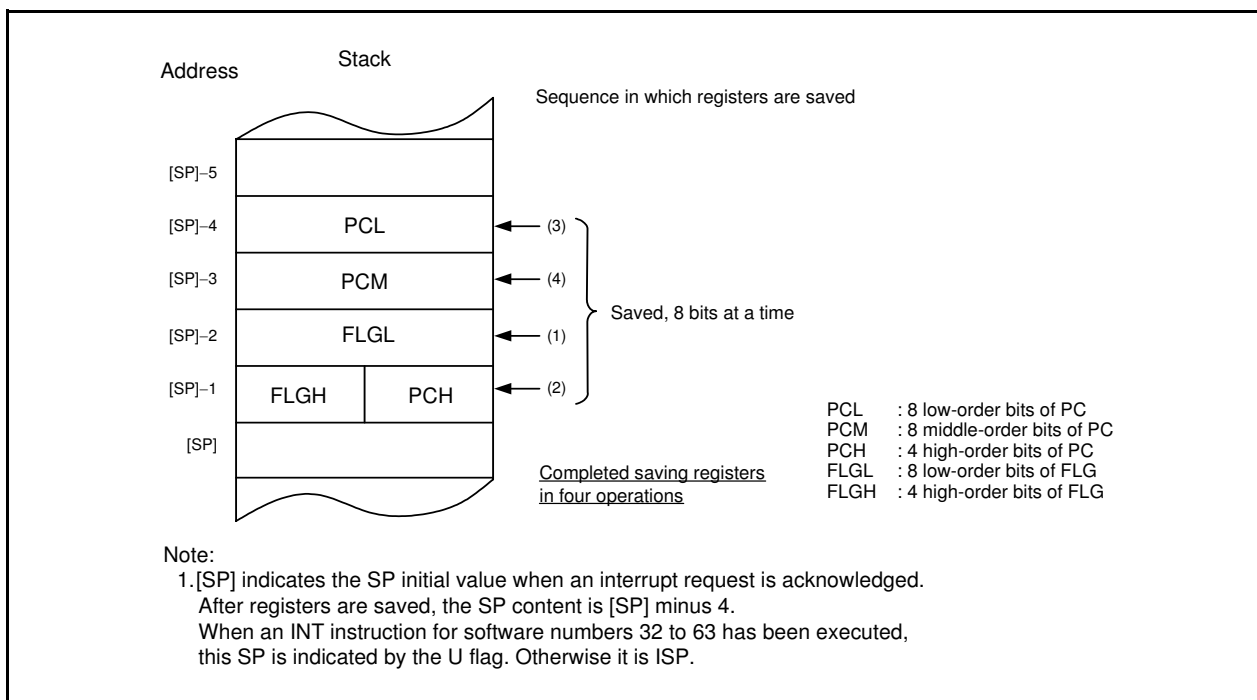 Address
Stack
Sequence in which registers are saved
[SP]−5
[SP]−4 PCL (3)
[SP]−3 PCM (4)
Saved, 8 bits at a time
[SP]−2 FLGL (1)
[SP]−1 FLGH PCH (2)
[SP]
Completed saving registers
in four operations
PCL : 8 low-order bits of PC
PCM : 8 middle-order bits of PC
PCH : 4 high-order bits of PC
FLGL : 8 low-order bits of FLG
FLGH : 4 high-order bits of FLG
Note:
1.[SP] indicates the SP initial value when an interrupt request is acknowledged.
After registers are saved, the SP content is [SP] minus 4.
When an INT instruction for software numbers 32 to 63 has been executed,
this SP is indicated by the U flag. Otherwise it is ISP.